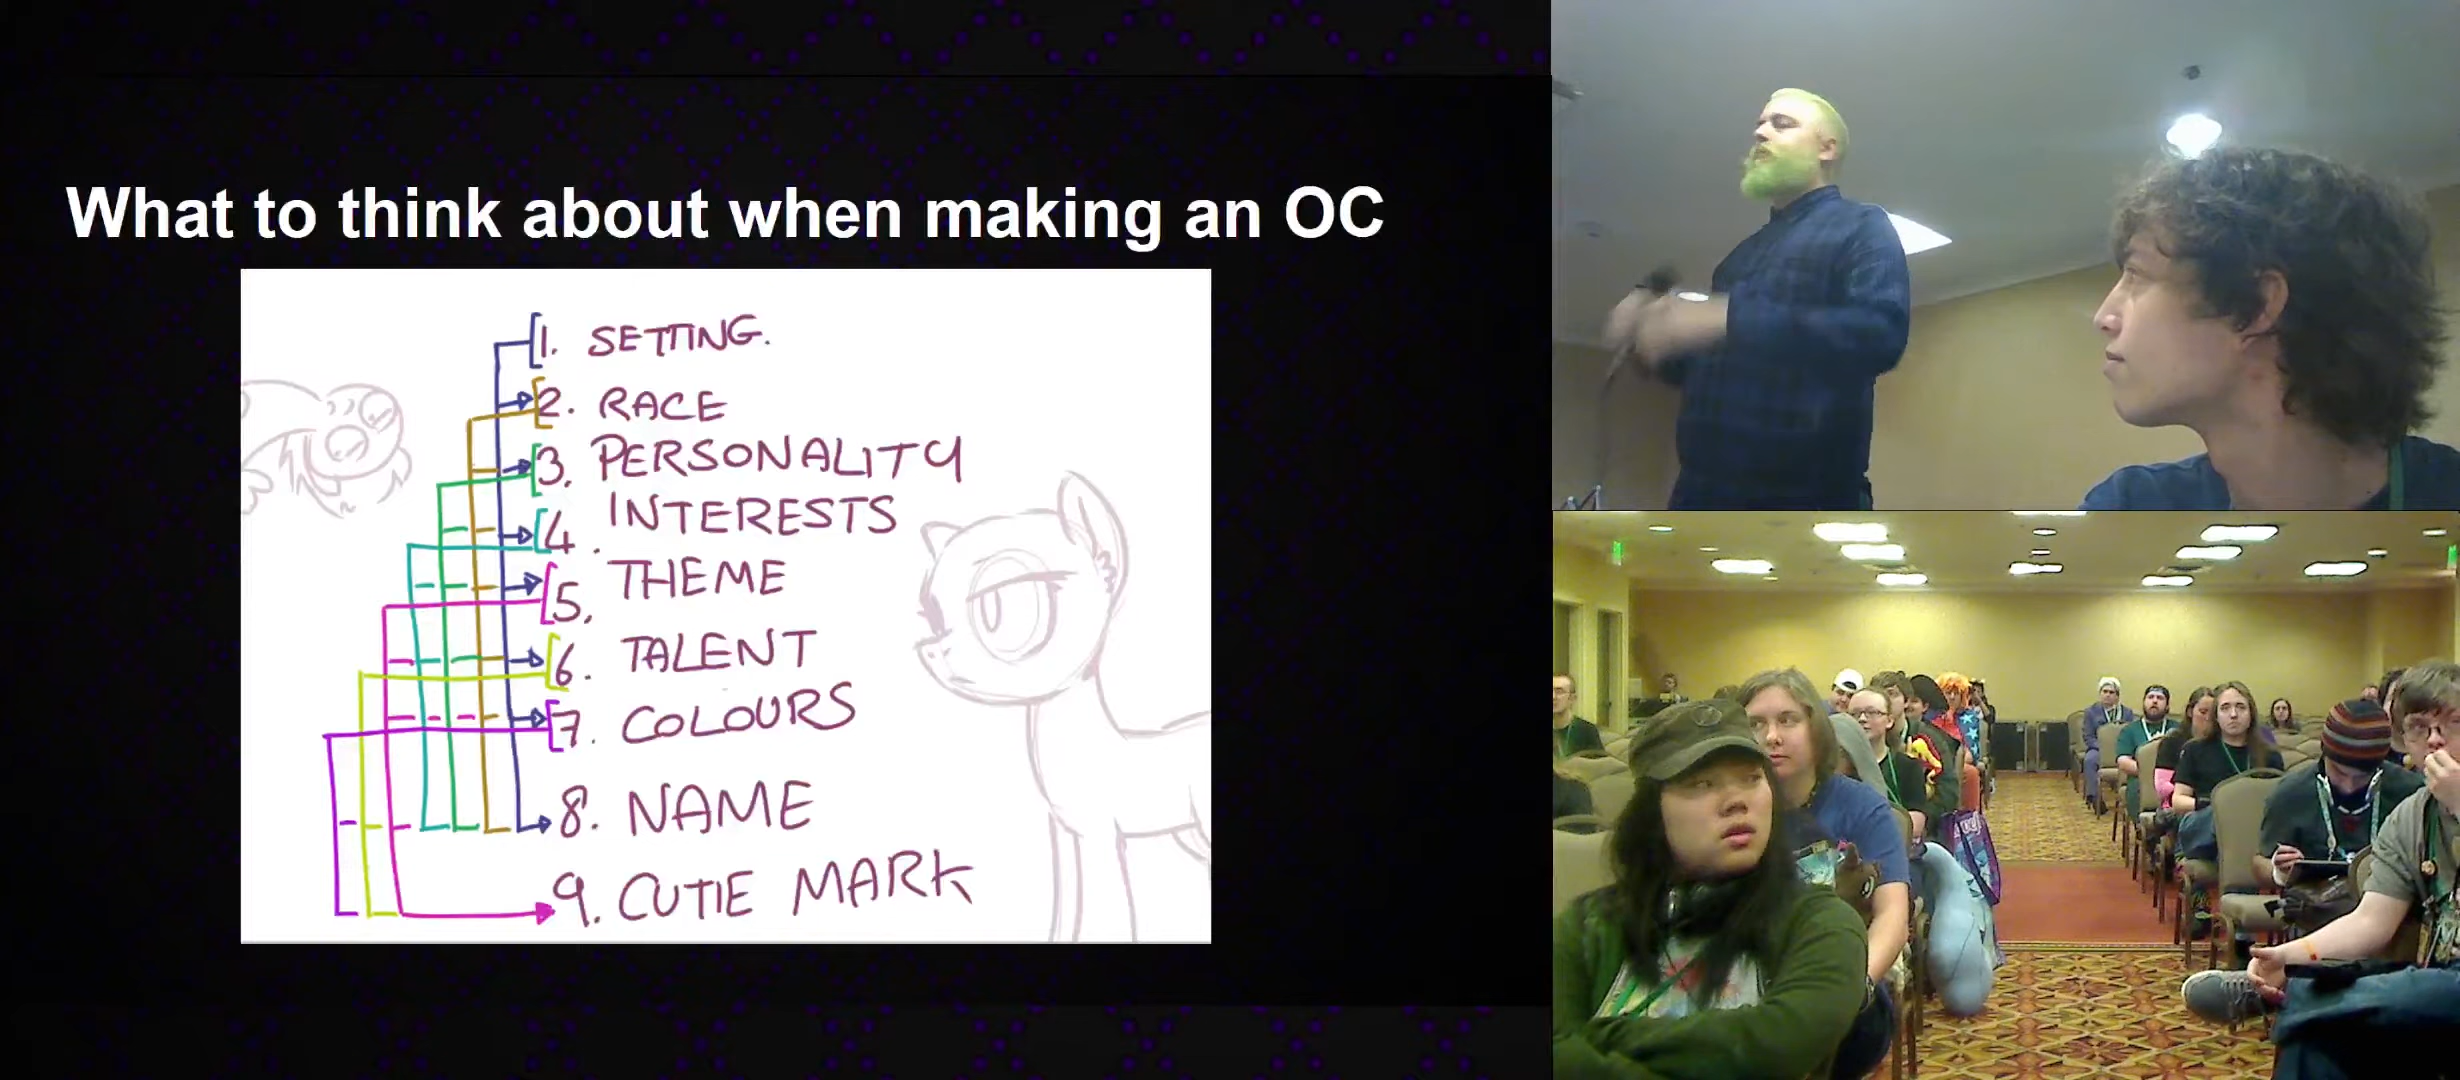 What to think about when making an OC
1. SETTING.
2. RACE
3. PERSONALITY
4. INTERESTS
5. THEME
6. TALENT
7. COLOURS
8. NAME
9. CUTIE MARK